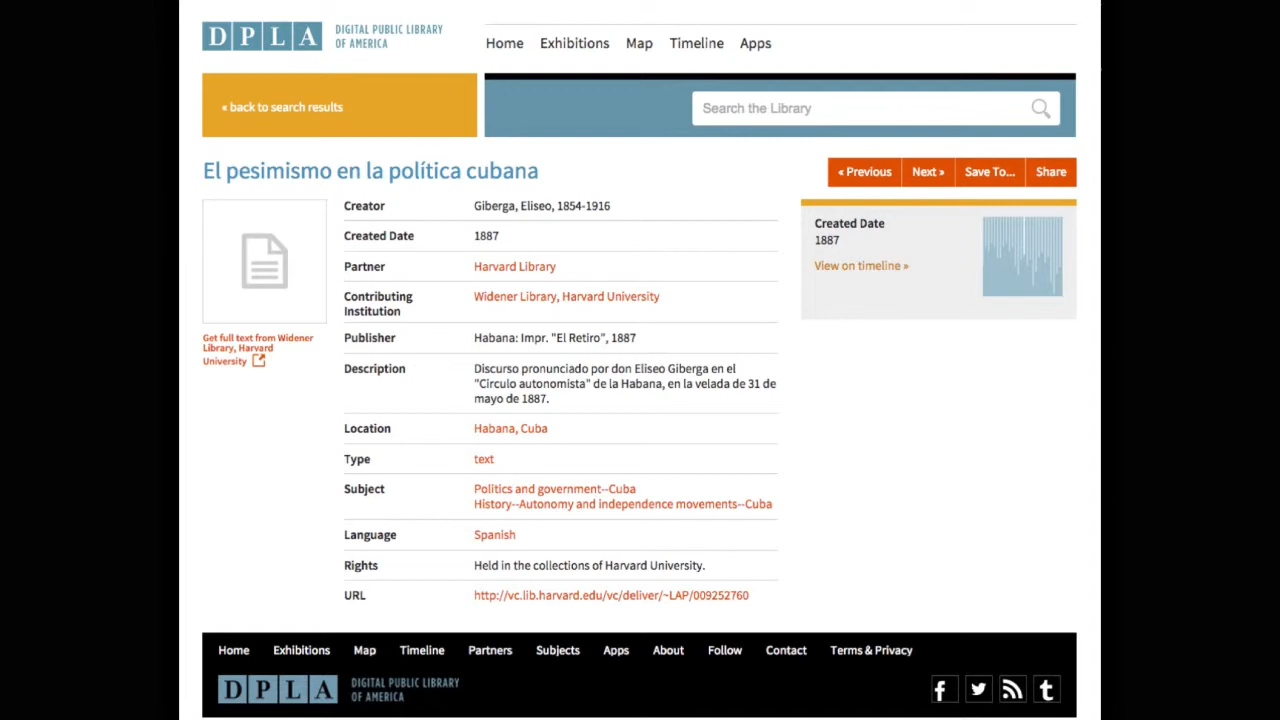 DPLA DIGITAL PUBLIC LIBRARY
OF AMERICA
Home Exhibitions Map Timeline Apps
« back to search results
Search the Library
El pesimismo en la política cubana
« Previous Next » Save To... Share
Creator Giberga, Eliseo, 1854-1916
Created Date 1887
Partner Harvard Library
Contributing Institution Widener Library, Harvard University
Publisher Habana: Impr. "El Retiro", 1887
Description Discurso pronunciado por don Eliseo Giberga en el
"Circulo autonomista" de la Habana, en la velada de 31 de
mayo de 1887.
Location Habana, Cuba
Type text
Subject Politics and government--Cuba
History--Autonomy and independence movements--Cuba
Language Spanish
Rights Held in the collections of Harvard University.
URL http://vc.lib.harvard.edu/vc/deliver/~LAP/009252760
Get full text from Widener
Library, Harvard
University
Created Date
1887
View on timeline »
Home Exhibitions Map Timeline Partners Subjects Apps About Follow Contact Terms & Privacy
DPLA DIGITAL PUBLIC LIBRARY
OF AMERICA